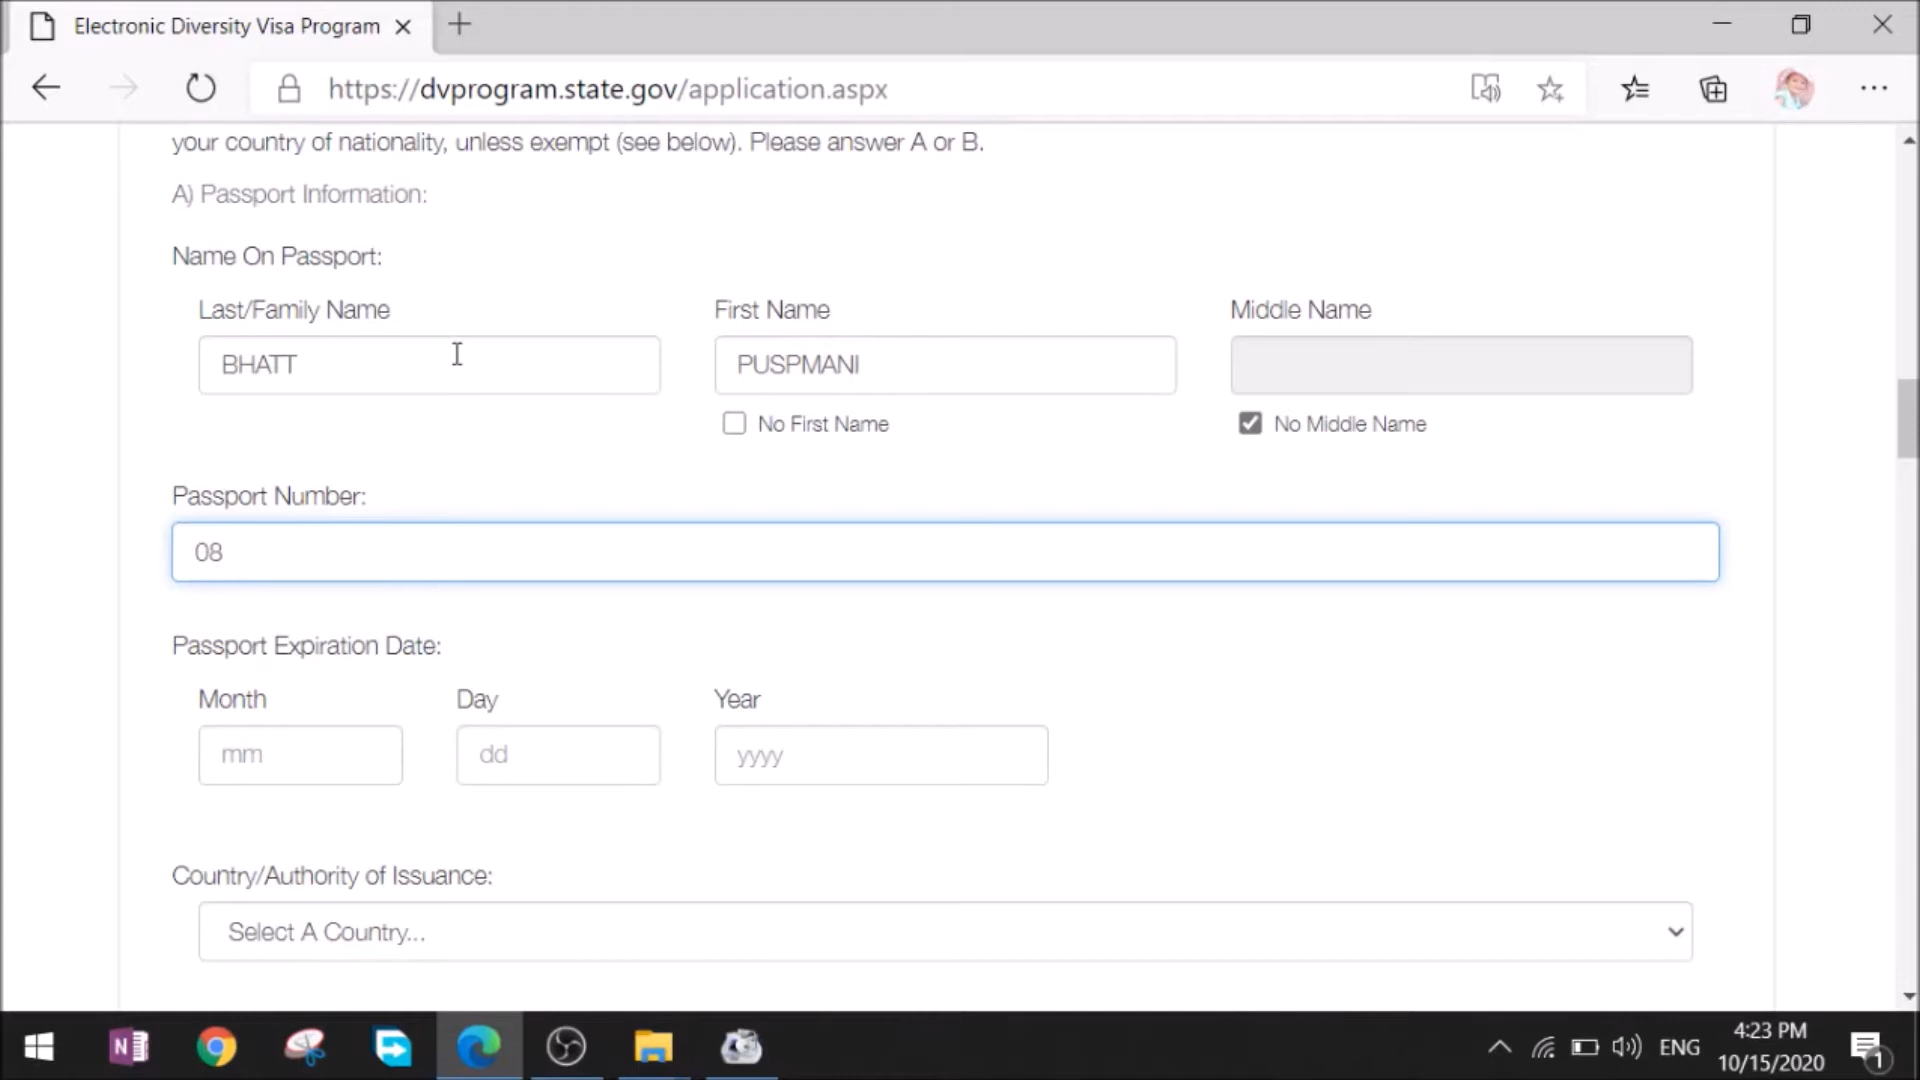 Electronic Diversity Visa Program
https://dvprogram.state.gov/application.aspx
your country of nationality, unless exempt (see below). Please answer A or B.
A) Passport Information:
Name On Passport:
Last/Family Name First Name Middle Name
BHATT PUSPMANI
No First Name No Middle Name
Passport Number:
08
Passport Expiration Date:
Month Day Year
mm dd yyyy
Country/Authority of Issuance:
Select A Country...
N ENG 4:23 PM
10/15/2020 1